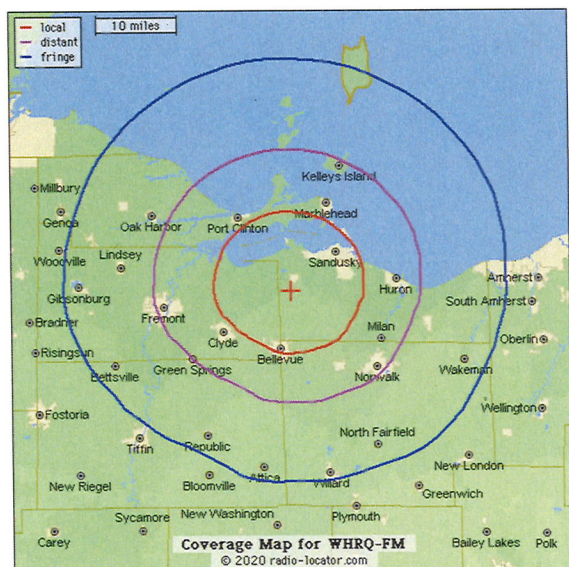 local
distant
fringe
10 miles
Kelleys Island
Millbury
Marblehead
Genoa
Oak Harbor
Port Clinton
Woodville
Lindsey
Sandusky
Huron
Amherst
Gibsonburg
South Amherst
Fremont
Bradner
Clyde
Milan
Oberlin
Risingsun
Bellevue
Green Springs
Bettsville
Norwalk
Wakeman
Fostoria
Wellington
Tiffin
Republic
North Fairfield
New Riegel
Bloomville
Attica
Willard
New London
Greenwich
Sycamore
New Washington
Plymouth
Carey
Bailey Lakes
Polk
Coverage Map for WHRQ-FM
© 2020 radio-locator.com